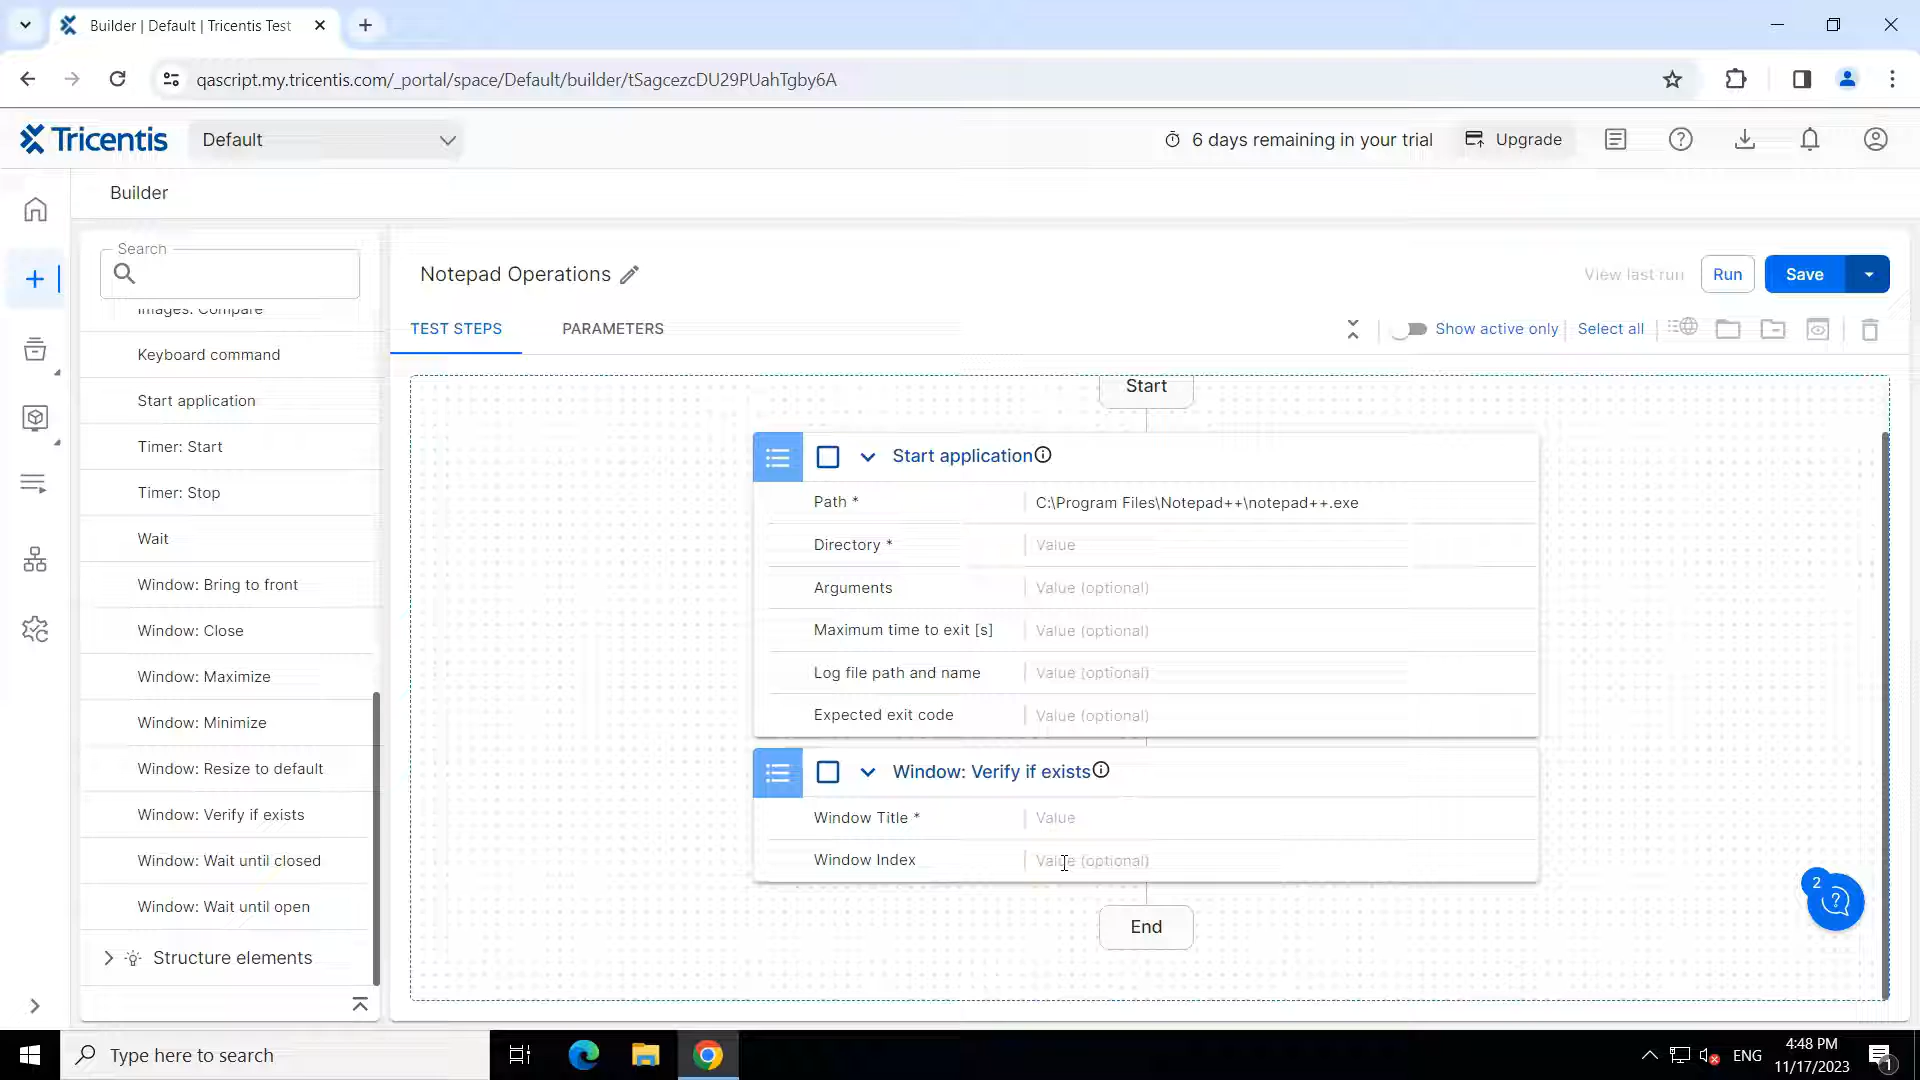 Builder | Default | Tricentis Test
qascript.my.tricentis.com/_portal/space/Default/builder/tSagcezcDU29PUahTgby6A
Tricentis
Default
6 days remaining in your trial
Upgrade
Builder
Search
Images: Compare
Keyboard command
Start application
Timer: Start
Timer: Stop
Wait
Window: Bring to front
Window: Close
Window: Maximize
Window: Minimize
Window: Resize to default
Window: Verify if exists
Window: Wait until closed
Window: Wait until open
Structure elements
Notepad Operations
View last run
Run
Save
TEST STEPS
PARAMETERS
Show active only
Select all
Start
Start application
Path * C:\Program Files\Notepad++\notepad++.exe
Directory * Value
Arguments Value (optional)
Maximum time to exit [s] Value (optional)
Log file path and name Value (optional)
Expected exit code Value (optional)
Window: Verify if exists
Window Title * Value
Window Index Value (optional)
End
2
Type here to search
ENG
4:48 PM
11/17/2023
1